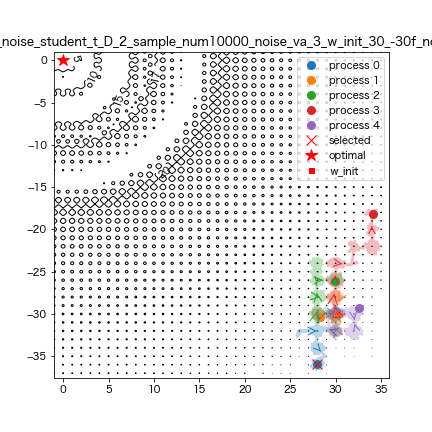 _noise_student_t_D_2_sample_num10000_noise_va_3_w_init_30_-30f_no
process 0
process 1
process 2
process 3
process 4
selected
optimal
w_init
0
−5
−10
−15
−20
−25
−30
−35
0
5
10
15
20
25
30
35